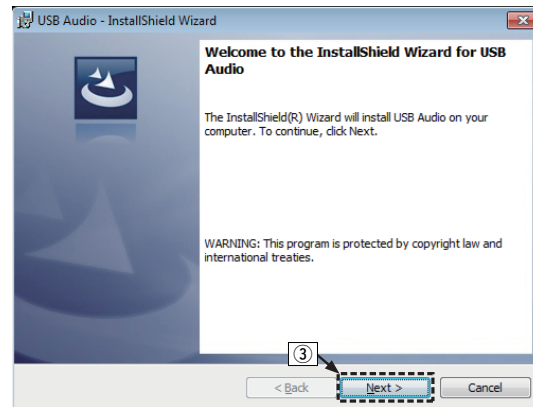 USB Audio - InstallShield Wizard
Welcome to the InstallShield Wizard for USB
Audio
The InstallShield(R) Wizard will install USB Audio on your
computer. To continue, click Next.
WARNING: This program is protected by copyright law and
international treaties.
③
< Back Next > Cancel